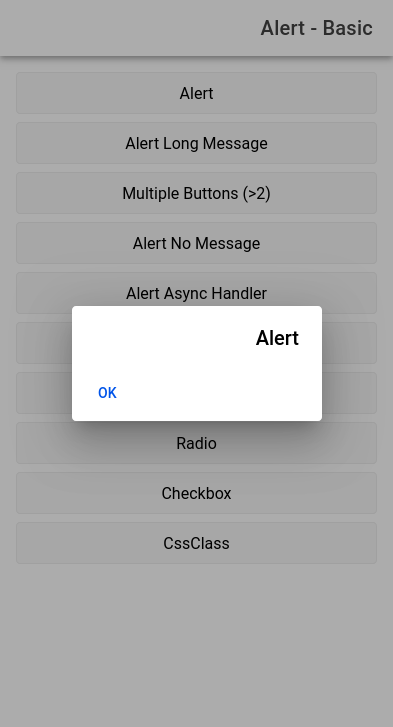 Alert - Basic
Alert
Alert Long Message
Multiple Buttons (>2)
Alert No Message
Alert Async Handler
Alert
OK
Radio
Checkbox
CssClass